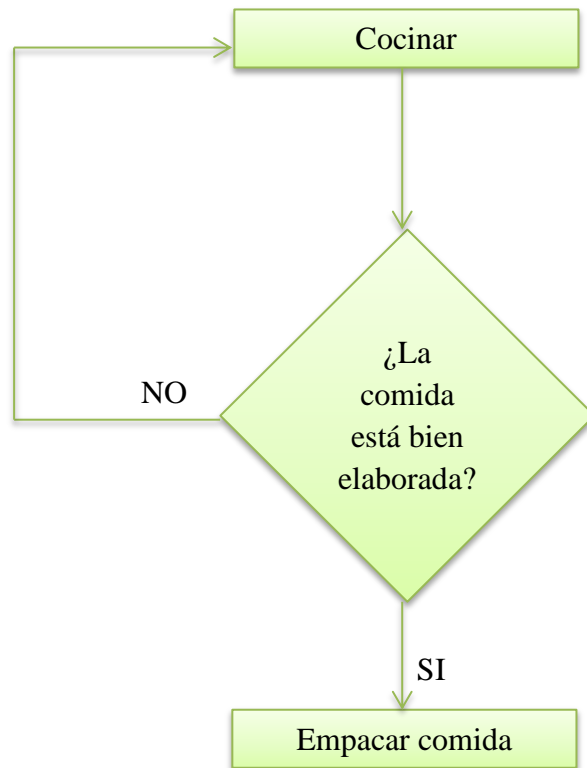 Cocinar
¿La
comida
está bien
elaborada?
NO
SI
Empacar comida